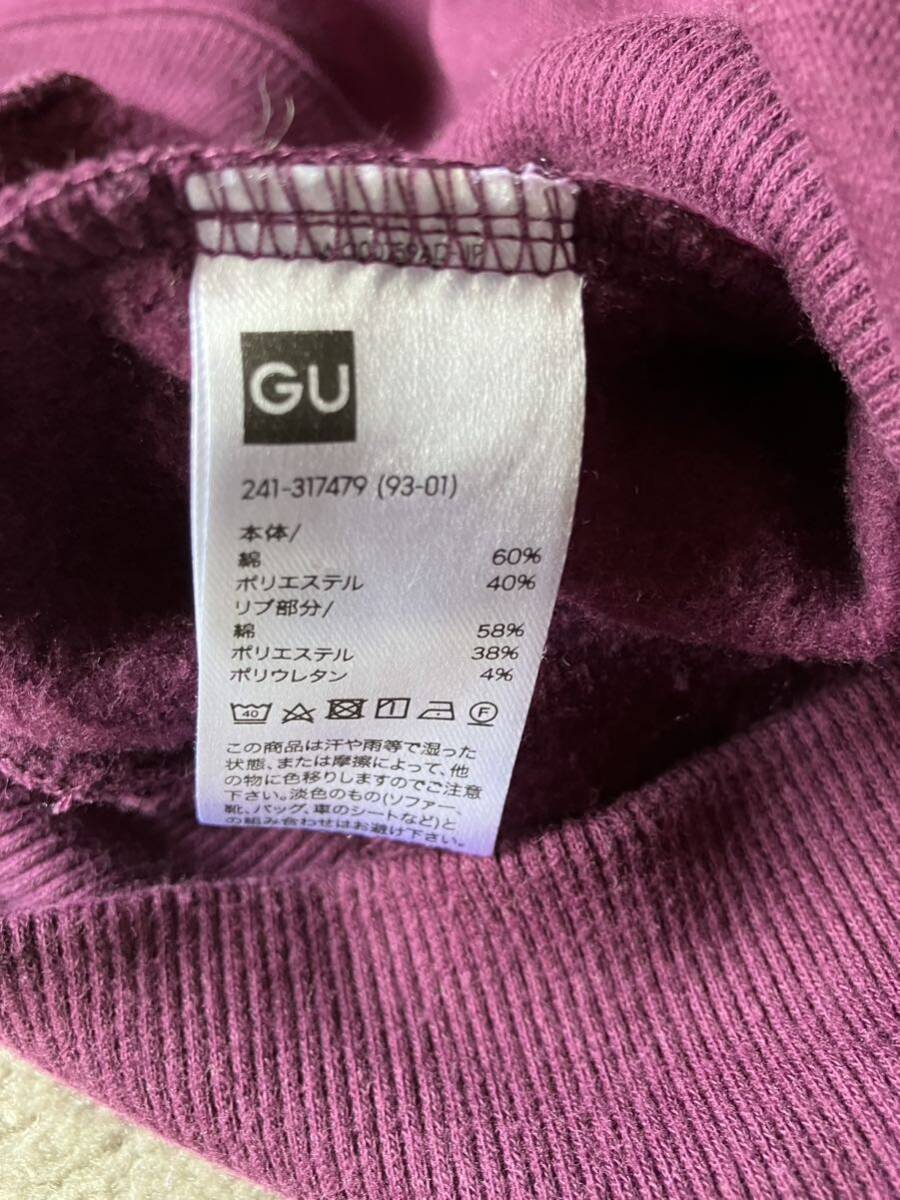 GU
241-317479 (93-01)
本体/
綿 60%
ポリエステル 40%
リブ部分/
綿 58%
ポリエステル 38%
ポリウレタン 4%
40 F
この商品は汗や雨等で湿った
状態、または摩擦によって、他
の物に色移りしますのでご注意
下さい。淡色のもの(ソファー、
靴、バッグ、車のシートなど)と
の組み合わせはお避け下さい。